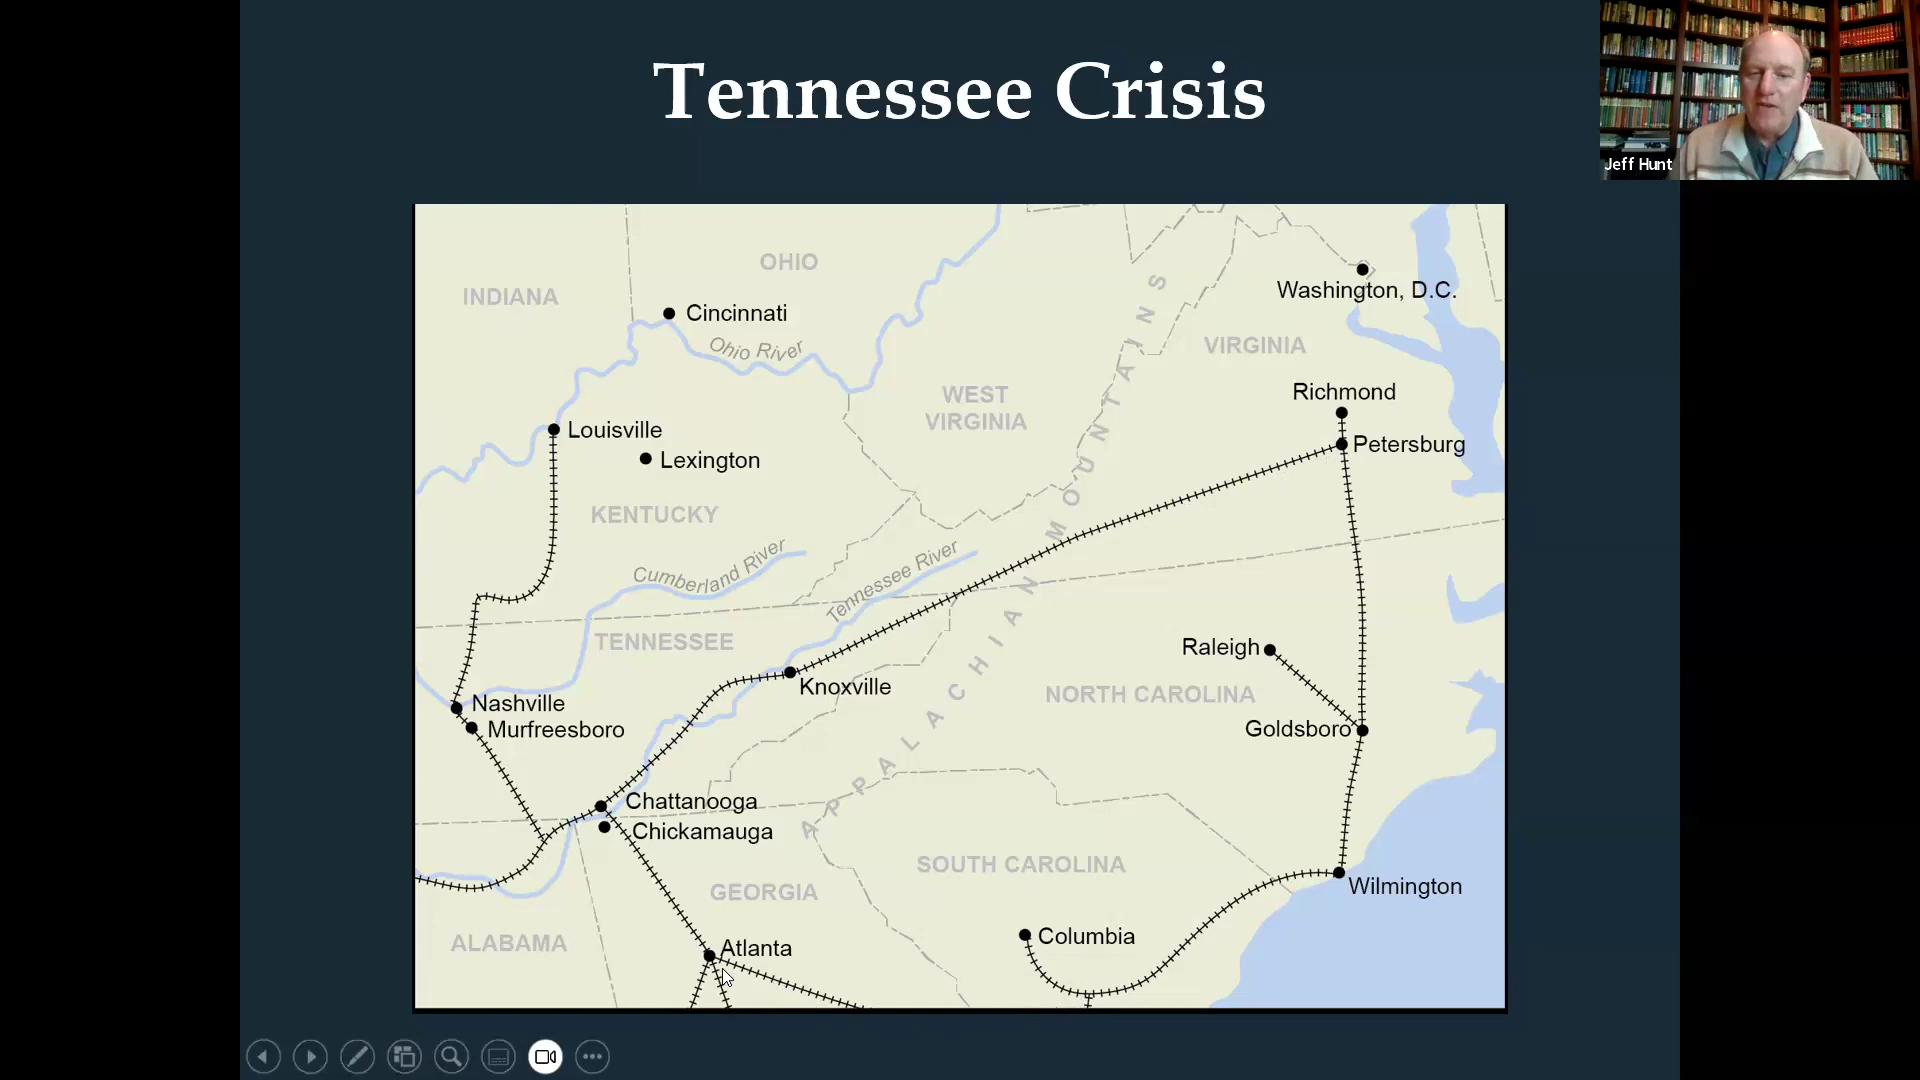 Tennessee Crisis
Jeff Hunt
OHIO
INDIANA
Cincinnati
Ohio River
Washington, D.C.
VIRGINIA
WEST
VIRGINIA
Richmond
Petersburg
Louisville
Lexington
KENTUCKY
Cumberland River
Tennessee River
APPALACHIAN MOUNTAINS
TENNESSEE
Knoxville
Raleigh
NORTH CAROLINA
Goldsboro
Nashville
Murfreesboro
Chattanooga
Chickamauga
SOUTH CAROLINA
GEORGIA
Wilmington
ALABAMA
Atlanta
Columbia